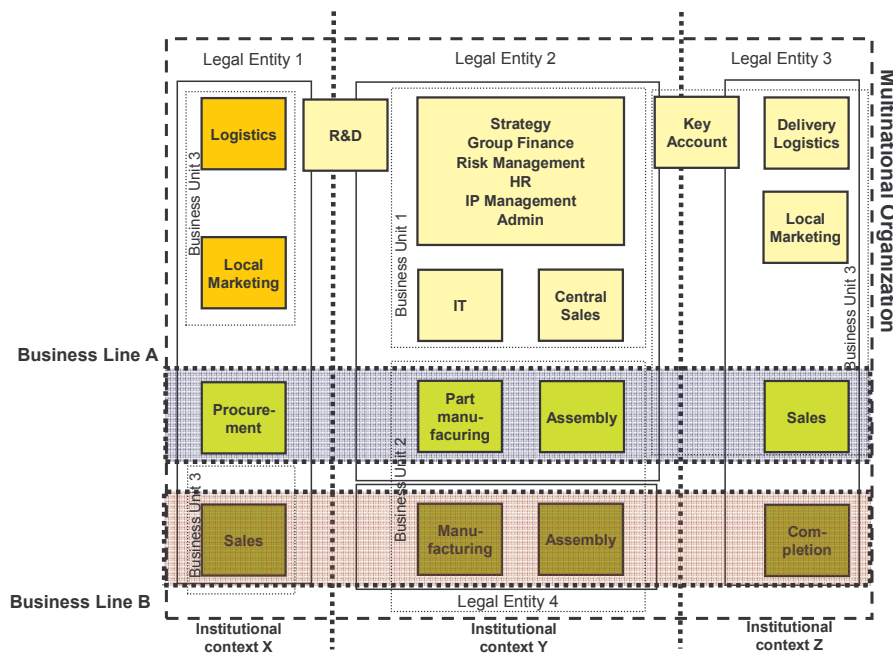 Legal Entity 1
Legal Entity 2
Legal Entity 3
Multinational Organization
Logistics
R&D
Strategy
Group Finance
Risk Management
HR
IP Management
Admin
Key
Account
Delivery
Logistics
Business Unit 3
Business Unit 1
Local
Marketing
Local
Marketing
IT
Central
Sales
Business Unit 3
Business Line A
Procure-
ment
Part
manu-
facuring
Assembly
Sales
Business Unit 2
Business Unit 3
Sales
Manu-
facturing
Assembly
Com-
pletion
Business Line B
Legal Entity 4
Institutional
context X
Institutional
context Y
Institutional
context Z